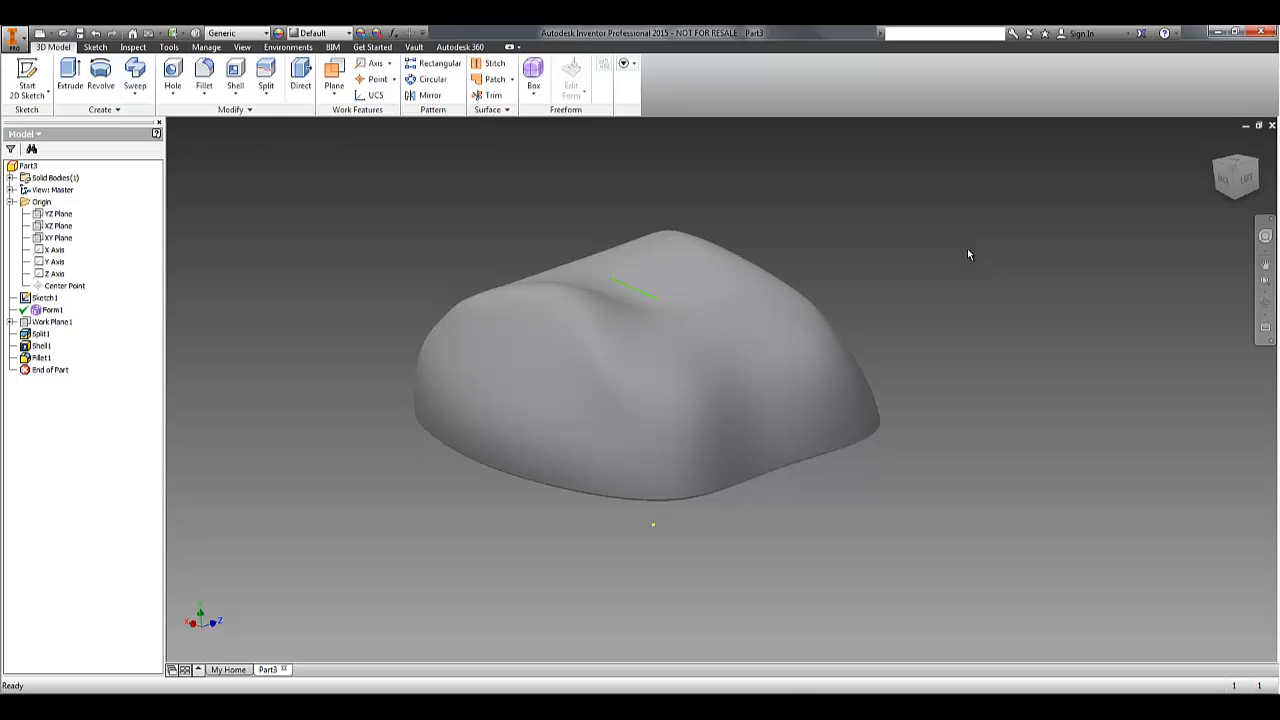 Generic
Default
Autodesk Inventor Professional 2015 - NOT FOR RESALE Part3
Sign In
PRO
3D Model Sketch Inspect Tools Manage View Environments BIM Get Started Vault Autodesk 360
Start
2D Sketch
Extrude Revolve Sweep
Hole Fillet Shell Split Direct
Plane
Axis
Point
UCS
Rectangular
Circular
Mirror
Stitch
Patch
Trim
Box
Edit
Form
Sketch Create Modify Work Features Pattern Surface Freeform
Model
Part3
Solid Bodies(1)
View: Master
Origin
YZ Plane
XZ Plane
XY Plane
X Axis
Y Axis
Z Axis
Center Point
Sketch1
Form1
Work Plane1
Split1
Shell1
Fillet1
End of Part
LEFT
X
Z
My Home Part3
Ready
1 1